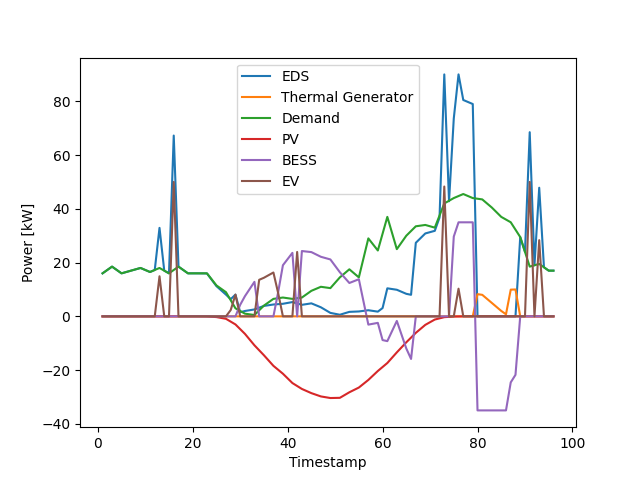 EDS
Thermal Generator
Demand
PV
BESS
EV
Power [kW]
80
60
40
20
0
−20
−40
0 20 40 60 80 100
Timestamp